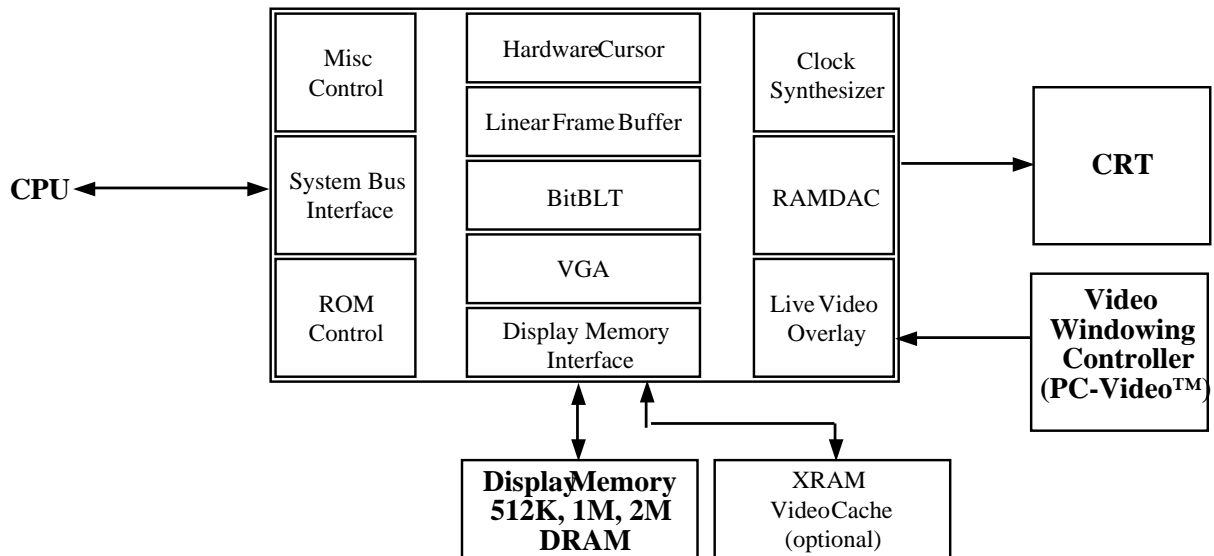 Misc
Control
HardwareCursor
Clock
Synthesizer
Linear Frame Buffer
CPU
System Bus
Interface
BitBLT
RAMDAC
CRT
VGA
ROM
Control
Display Memory
Interface
Live Video
Overlay
Video
Windowing
Controller
(PC-Video™)
DisplayMemory
512K, 1M, 2M
DRAM
XRAM
VideoCache
(optional)